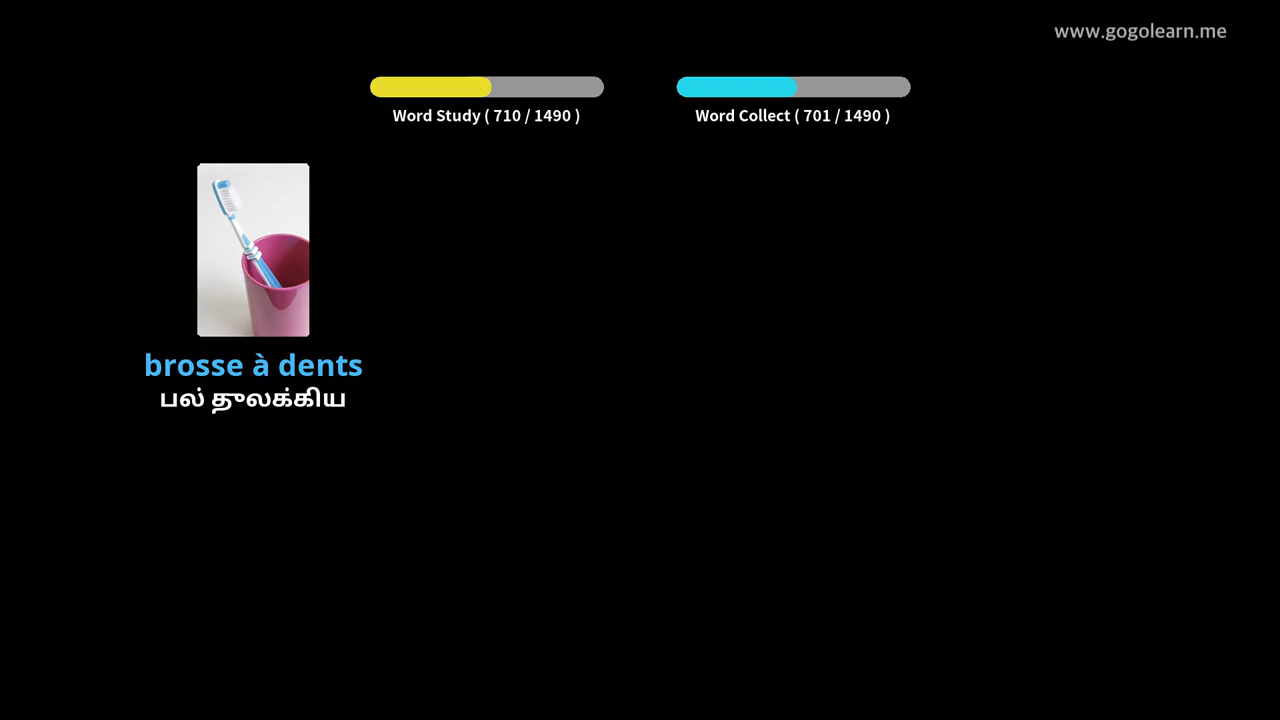 www.gogolearn.me
Word Study ( 710 / 1490 )
Word Collect ( 701 / 1490 )
brosse à dents
பல் துலக்கிய